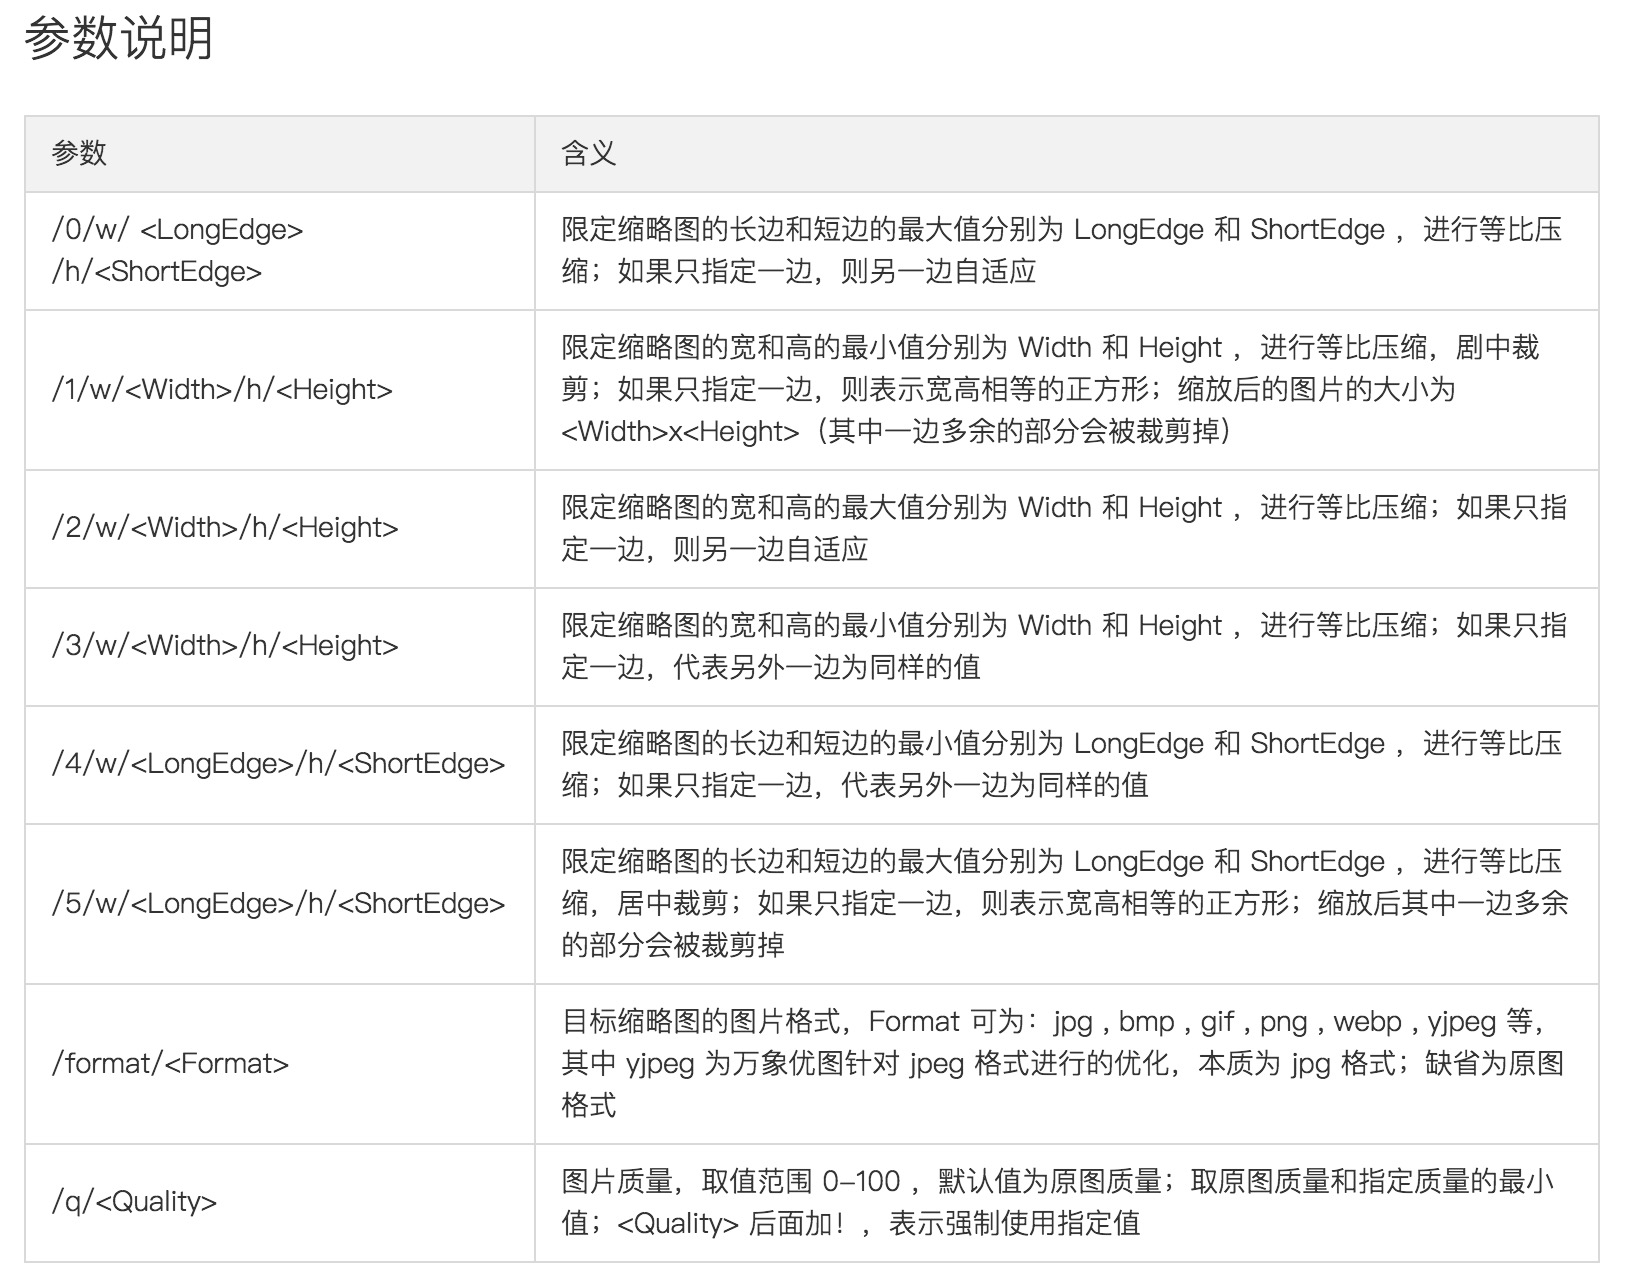 参数说明
参数
含义
/0/w/ <LongEdge>
/h/<ShortEdge>
限定缩略图的长边和短边的最大值分别为 LongEdge 和 ShortEdge ，进行等比压
缩；如果只指定一边，则另一边自适应
/1/w/<Width>/h/<Height>
限定缩略图的宽和高的最小值分别为 Width 和 Height ，进行等比压缩，剧中裁
剪；如果只指定一边，则表示宽高相等的正方形；缩放后的图片的大小为
<Width>x<Height>（其中一边多余的部分会被裁剪掉）
/2/w/<Width>/h/<Height>
限定缩略图的宽和高的最大值分别为 Width 和 Height ，进行等比压缩；如果只指
定一边，则另一边自适应
/3/w/<Width>/h/<Height>
限定缩略图的宽和高的最小值分别为 Width 和 Height ，进行等比压缩；如果只指
定一边，代表另外一边为同样的值
/4/w/<LongEdge>/h/<ShortEdge>
限定缩略图的长边和短边的最小值分别为 LongEdge 和 ShortEdge ，进行等比压
缩；如果只指定一边，代表另外一边为同样的值
/5/w/<LongEdge>/h/<ShortEdge>
限定缩略图的长边和短边的最大值分别为 LongEdge 和 ShortEdge ，进行等比压
缩，居中裁剪；如果只指定一边，则表示宽高相等的正方形；缩放后其中一边多余
的部分会被裁剪掉
/format/<Format>
目标缩略图的图片格式，Format 可为：jpg , bmp , gif , png , webp , yjpeg 等，
其中 yjpeg 为万象优图针对 jpeg 格式进行的优化，本质为 jpg 格式；缺省为原图
格式
/q/<Quality>
图片质量，取值范围 0-100 ，默认值为原图质量；取原图质量和指定质量的最小
值；<Quality> 后面加！，表示强制使用指定值